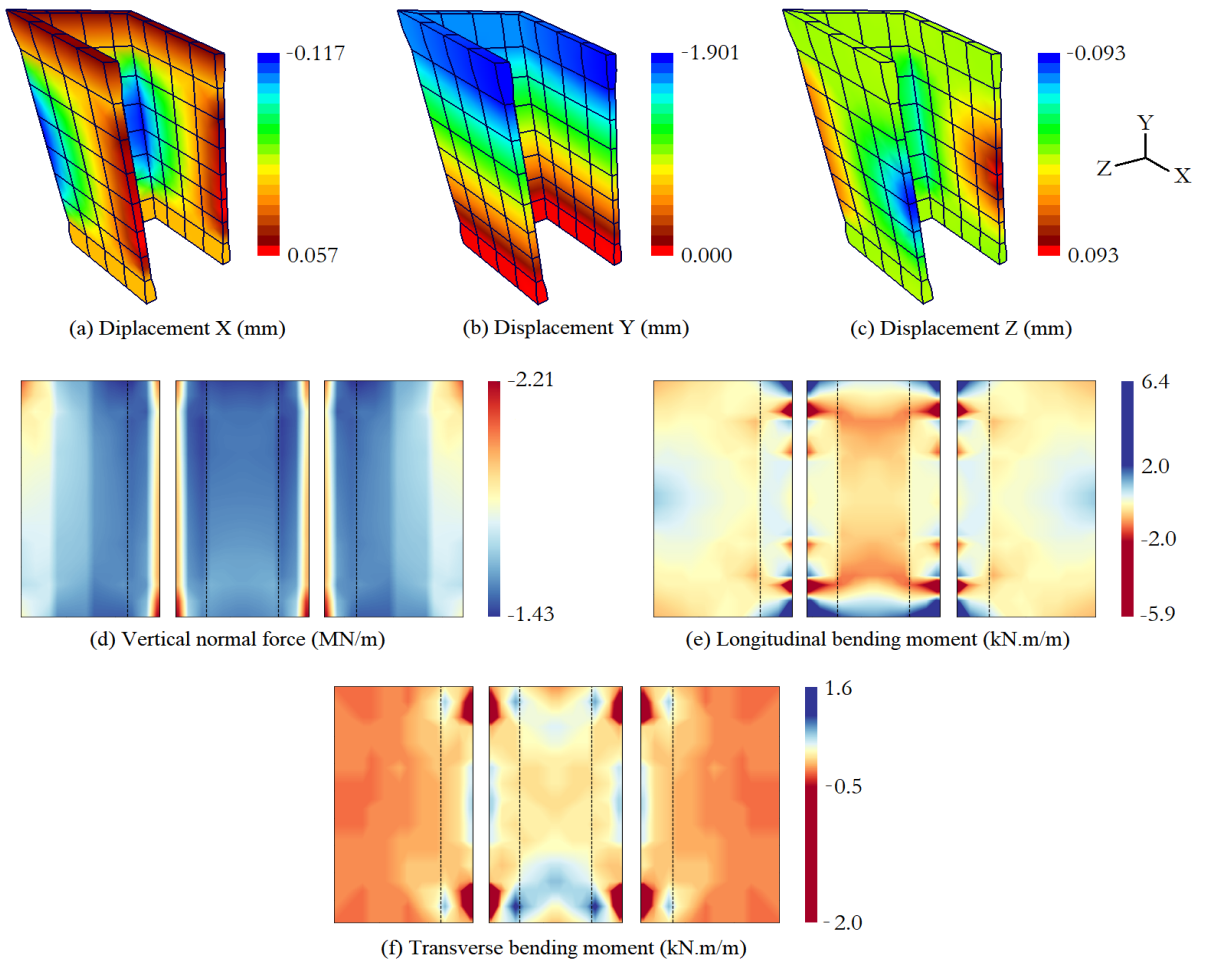 -0.117
0.057
-1.901
0.000
-0.093
0.093
Y
Z
X
(a) Diplacement X (mm)
(b) Displacement Y (mm)
(c) Displacement Z (mm)
-2.21
-1.43
6.4
2.0
-2.0
-5.9
(d) Vertical normal force (MN/m)
(e) Longitudinal bending moment (kN.m/m)
1.6
-0.5
-2.0
(f) Transverse bending moment (kN.m/m)